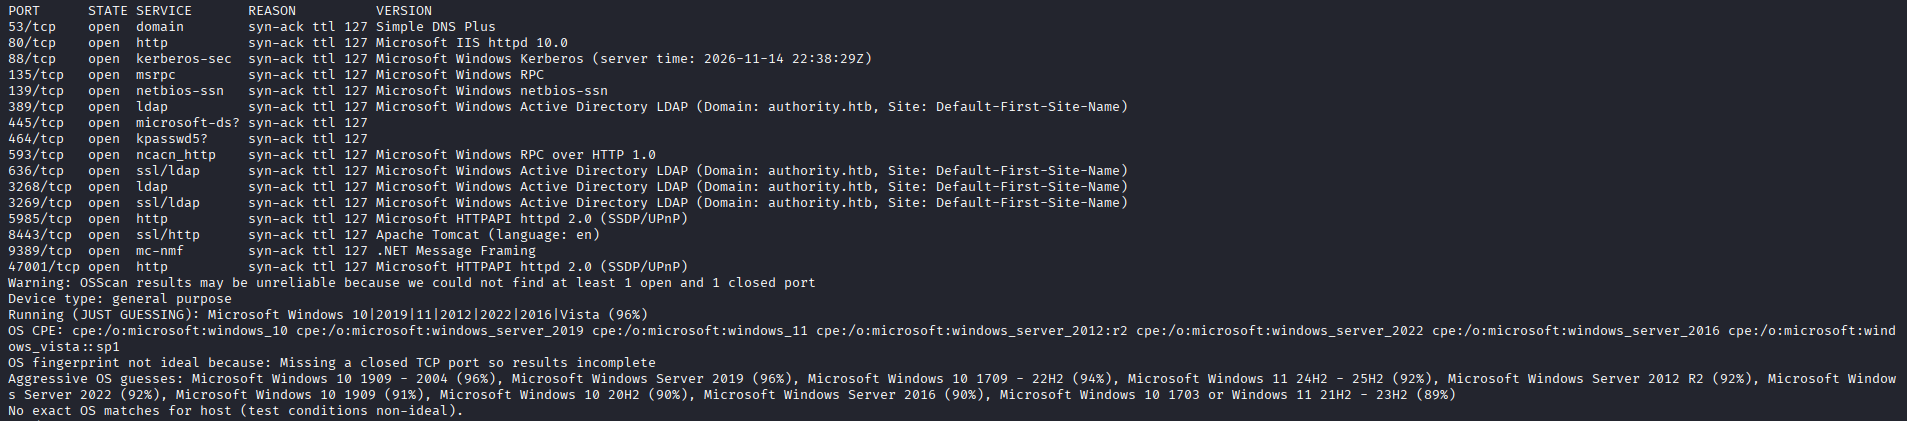 PORT      STATE SERVICE       REASON          VERSION
53/tcp    open  domain        syn-ack ttl 127 Simple DNS Plus
80/tcp    open  http          syn-ack ttl 127 Microsoft IIS httpd 10.0
88/tcp    open  kerberos-sec  syn-ack ttl 127 Microsoft Windows Kerberos (server time: 2026-11-14 22:38:29Z)
135/tcp   open  msrpc         syn-ack ttl 127 Microsoft Windows RPC
139/tcp   open  netbios-ssn   syn-ack ttl 127 Microsoft Windows netbios-ssn
389/tcp   open  ldap          syn-ack ttl 127 Microsoft Windows Active Directory LDAP (Domain: authority.htb, Site: Default-First-Site-Name)
445/tcp   open  microsoft-ds? syn-ack ttl 127
464/tcp   open  kpasswd5?     syn-ack ttl 127
593/tcp   open  ncacn_http    syn-ack ttl 127 Microsoft Windows RPC over HTTP 1.0
636/tcp   open  ssl/ldap      syn-ack ttl 127 Microsoft Windows Active Directory LDAP (Domain: authority.htb, Site: Default-First-Site-Name)
3268/tcp  open  ldap          syn-ack ttl 127 Microsoft Windows Active Directory LDAP (Domain: authority.htb, Site: Default-First-Site-Name)
3269/tcp  open  ssl/ldap      syn-ack ttl 127 Microsoft Windows Active Directory LDAP (Domain: authority.htb, Site: Default-First-Site-Name)
5985/tcp  open  http          syn-ack ttl 127 Microsoft HTTPAPI httpd 2.0 (SSDP/UPnP)
8443/tcp  open  ssl/http      syn-ack ttl 127 Apache Tomcat (language: en)
9389/tcp  open  mc-nmf        syn-ack ttl 127 .NET Message Framing
47001/tcp open  http          syn-ack ttl 127 Microsoft HTTPAPI httpd 2.0 (SSDP/UPnP)
Warning: OSScan results may be unreliable because we could not find at least 1 open and 1 closed port
Device type: general purpose
Running (JUST GUESSING): Microsoft Windows 10|2019|11|2012|2022|2016|Vista (96%)
OS CPE: cpe:/o:microsoft:windows_10 cpe:/o:microsoft:windows_server_2019 cpe:/o:microsoft:windows_11 cpe:/o:microsoft:windows_server_2012:r2 cpe:/o:microsoft:windows_server_2022 cpe:/o:microsoft:windows_server_2016 cpe:/o:microsoft:wind
ows_vista::sp1
OS fingerprint not ideal because: Missing a closed TCP port so results incomplete
Aggressive OS guesses: Microsoft Windows 10 1909 - 2004 (96%), Microsoft Windows Server 2019 (96%), Microsoft Windows 10 1709 - 22H2 (94%), Microsoft Windows 11 24H2 - 25H2 (92%), Microsoft Windows Server 2012 R2 (92%), Microsoft Window
s Server 2022 (92%), Microsoft Windows 10 1909 (91%), Microsoft Windows 10 20H2 (90%), Microsoft Windows Server 2016 (90%), Microsoft Windows 10 1703 or Windows 11 21H2 - 23H2 (89%)
No exact OS matches for host (test conditions non-ideal).